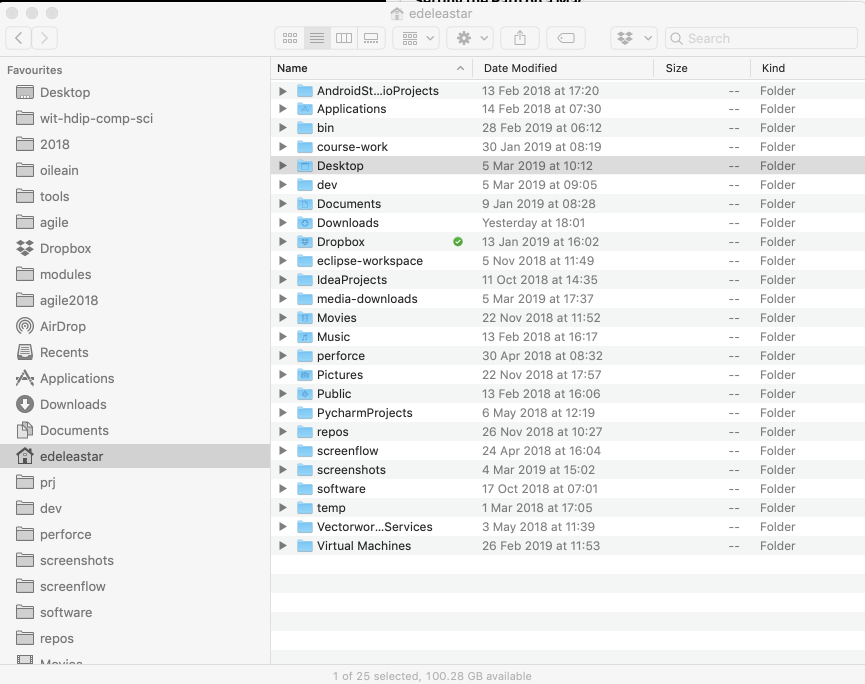 edeleastar
Search
Favourites
Desktop
wit-hdip-comp-sci
2018
oileain
tools
agile
Dropbox
modules
agile2018
AirDrop
Recents
Applications
Downloads
Documents
edeleastar
prj
dev
perforce
screenshots
screenflow
software
repos
Name Date Modified Size Kind
AndroidSt...ioProjects 13 Feb 2018 at 17:20 -- Folder
Applications 14 Feb 2018 at 07:30 -- Folder
bin 28 Feb 2019 at 06:12 -- Folder
course-work 30 Jan 2019 at 08:19 -- Folder
Desktop 5 Mar 2019 at 10:12 -- Folder
dev 5 Mar 2019 at 09:05 -- Folder
Documents 9 Jan 2019 at 08:28 -- Folder
Downloads Yesterday at 18:01 -- Folder
Dropbox 13 Jan 2019 at 16:02 -- Folder
eclipse-workspace 5 Nov 2018 at 11:49 -- Folder
IdeaProjects 11 Oct 2018 at 14:35 -- Folder
media-downloads 5 Mar 2019 at 17:37 -- Folder
Movies 22 Nov 2018 at 11:52 -- Folder
Music 13 Feb 2018 at 16:17 -- Folder
perforce 30 Apr 2018 at 08:32 -- Folder
Pictures 22 Nov 2018 at 17:57 -- Folder
Public 13 Feb 2018 at 16:06 -- Folder
PycharmProjects 6 May 2018 at 12:19 -- Folder
repos 26 Nov 2018 at 10:27 -- Folder
screenflow 24 Apr 2018 at 16:04 -- Folder
screenshots 4 Mar 2019 at 15:02 -- Folder
software 17 Oct 2018 at 07:01 -- Folder
temp 1 Mar 2018 at 17:05 -- Folder
Vectorwor...Services 3 May 2018 at 11:39 -- Folder
Virtual Machines 26 Feb 2019 at 11:53 -- Folder
1 of 25 selected, 100.28 GB available